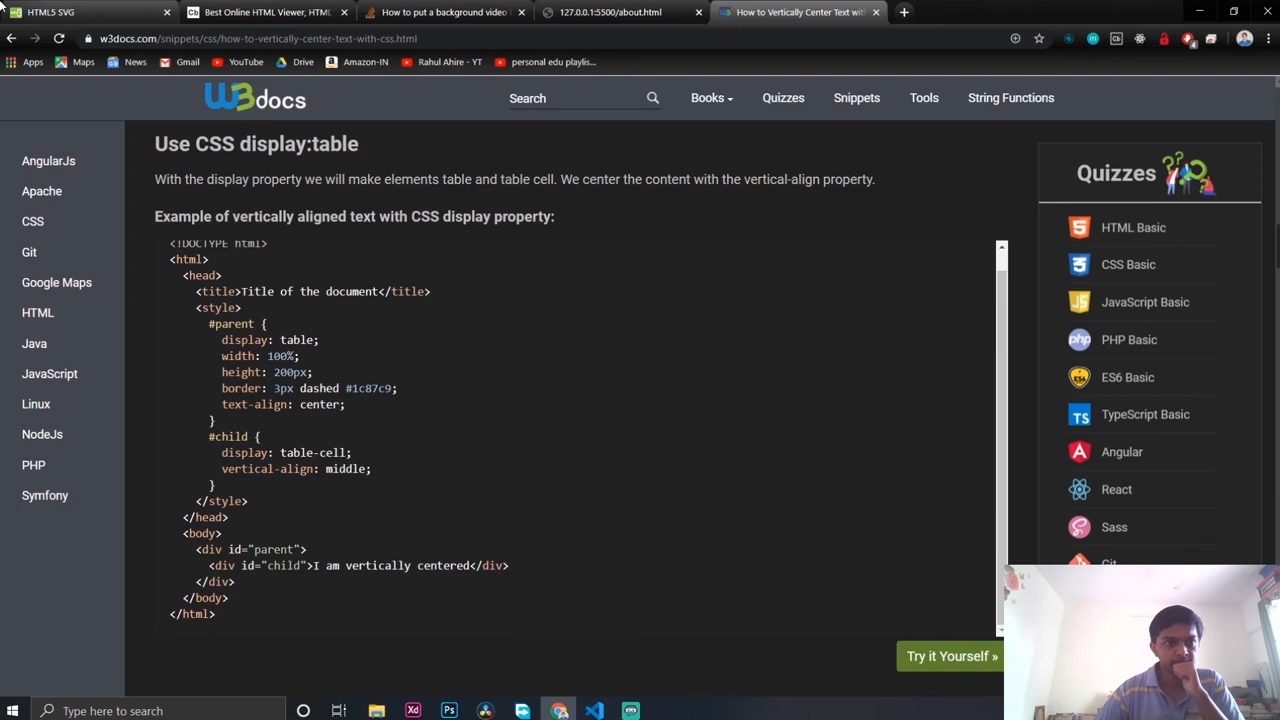 HTML5 SVG
Best Online HTML Viewer, HTML
How to put a background video
127.0.0.1:5500/about.html
How to Vertically Center Text with
w3docs.com/snippets/css/how-to-vertically-center-text-with-css.html
Apps
Maps
News
Gmail
YouTube
Drive
Amazon-IN
Rahul Ahire - YT
personal edu playlis...
W3docs
Search
Books
Quizzes
Snippets
Tools
String Functions
AngularJs
Apache
CSS
Git
Google Maps
HTML
Java
JavaScript
Linux
NodeJs
PHP
Symfony
Use CSS display:table
With the display property we will make elements table and table cell. We center the content with the vertical-align property.
Example of vertically aligned text with CSS display property:
<!DOCTYPE html>
<html>
<head>
<title>Title of the document</title>
<style>
#parent {
display: table;
width: 100%;
height: 200px;
border: 3px dashed #1c87c9;
text-align: center;
}
#child {
display: table-cell;
vertical-align: middle;
}
</style>
</head>
<body>
<div id="parent">
<div id="child">I am vertically centered</div>
</div>
</body>
</html>
Try it Yourself »
Quizzes
HTML Basic
CSS Basic
JavaScript Basic
PHP Basic
ES6 Basic
TypeScript Basic
Angular
React
Sass
Git
Type here to search